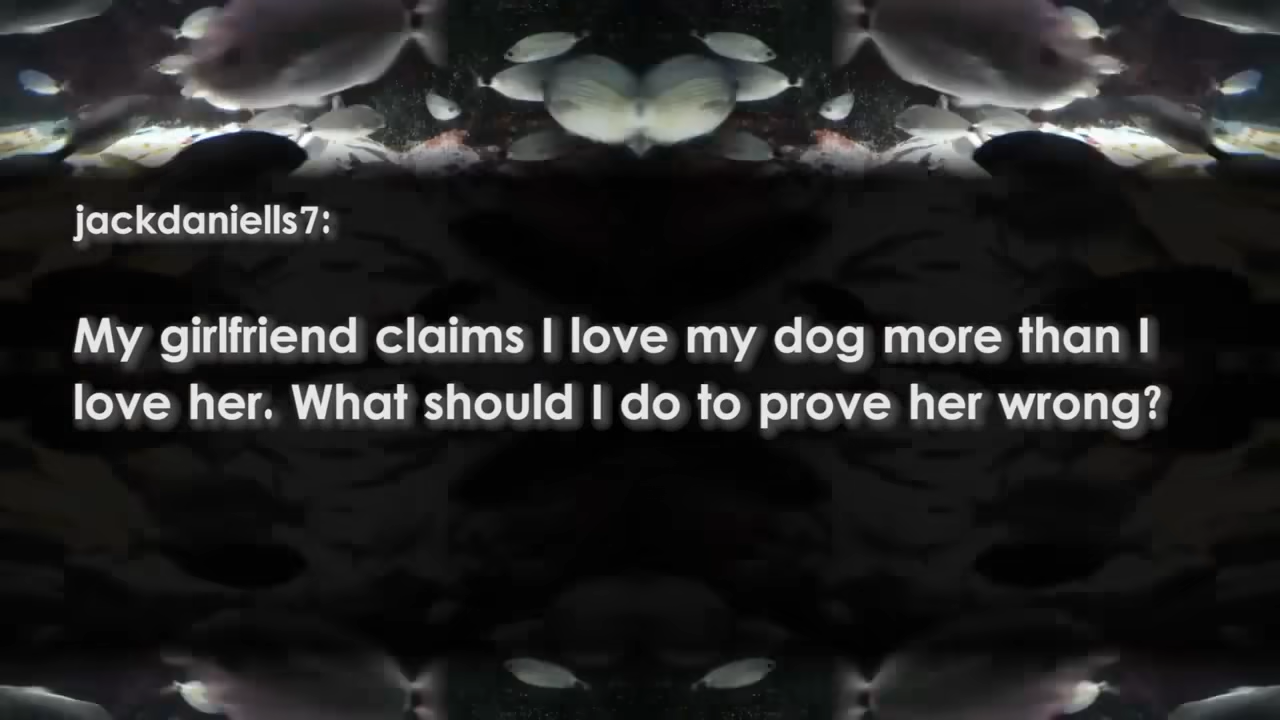 jackdaniells7:
My girlfriend claims I love my dog more than I
love her. What should I do to prove her wrong?